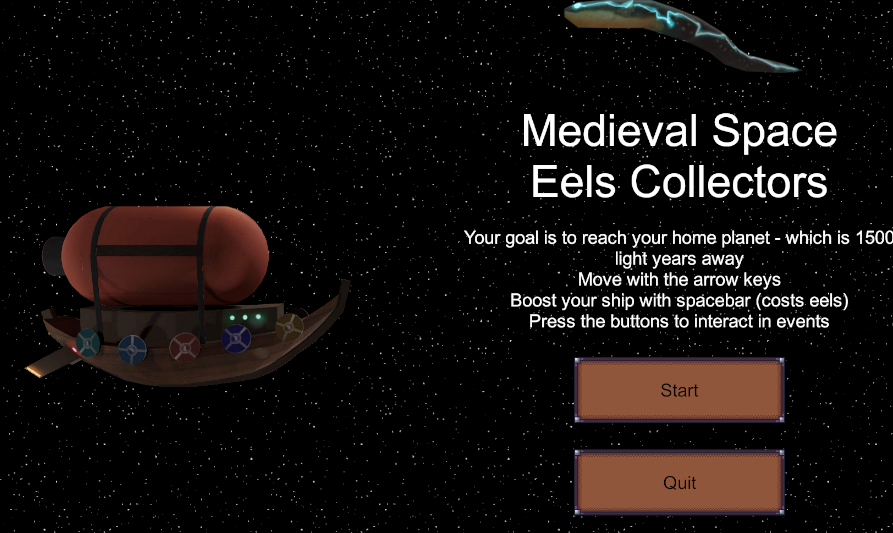 Medieval Space
Eels Collectors
Your goal is to reach your home planet - which is 1500
light years away
Move with the arrow keys
Boost your ship with spacebar (costs eels)
Press the buttons to interact in events
Start
Quit